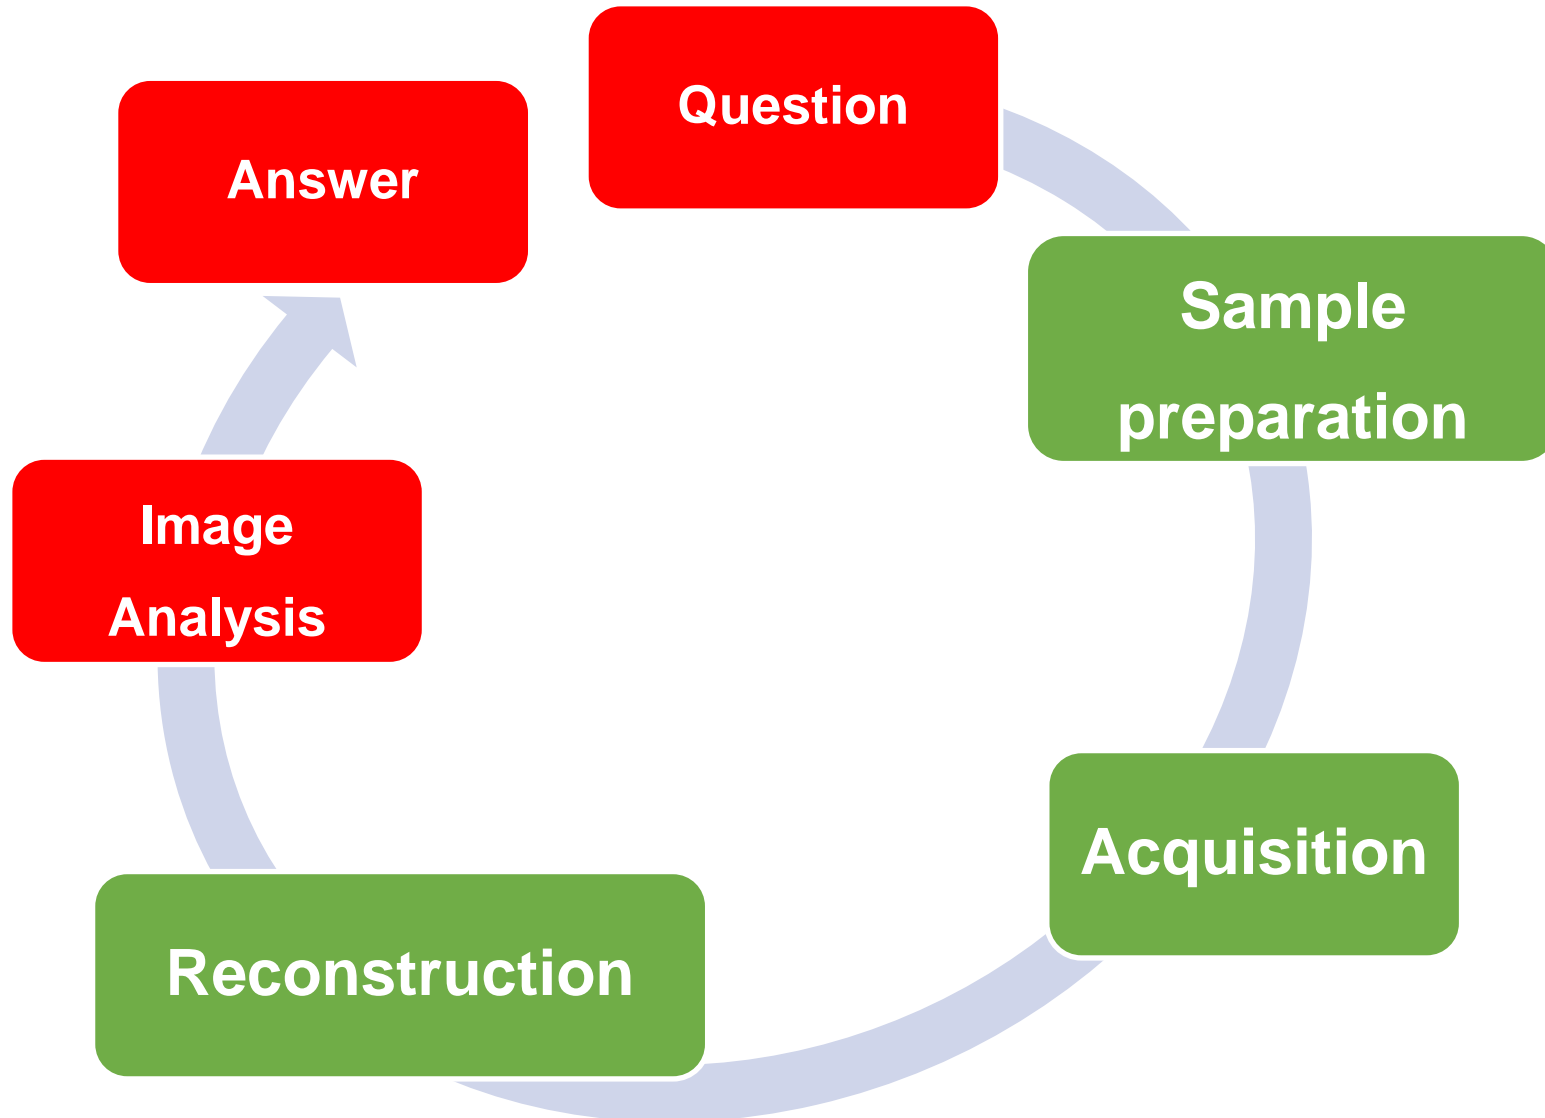 Question
Sample
preparation
Acquisition
Reconstruction
Image
Analysis
Answer